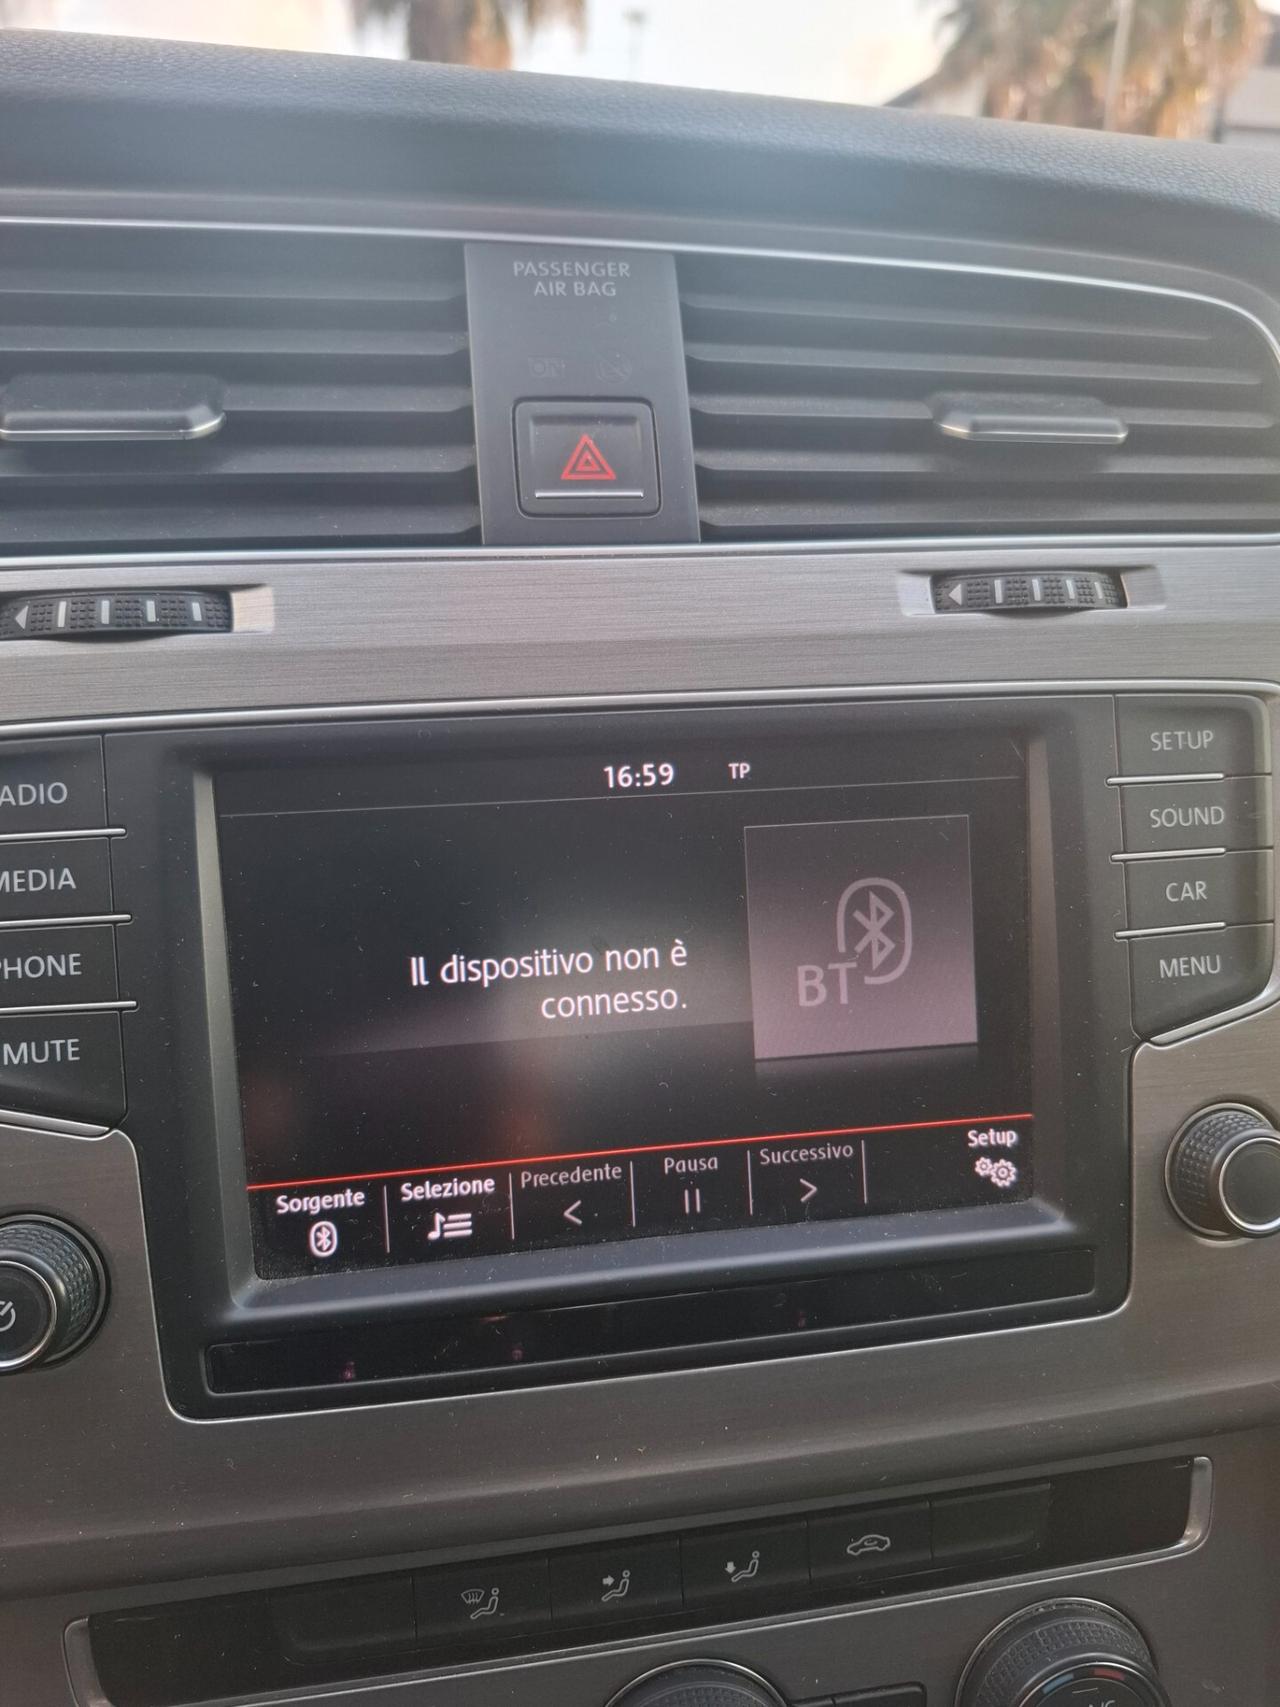 PASSENGER
AIR BAG
16:59 TP
ADIO
MEDIA
PHONE
MUTE
SETUP
SOUND
CAR
MENU
Il dispositivo non è
connesso.
BT
Sorgente
Selezione
Precedente
Pausa
Successivo
Setup